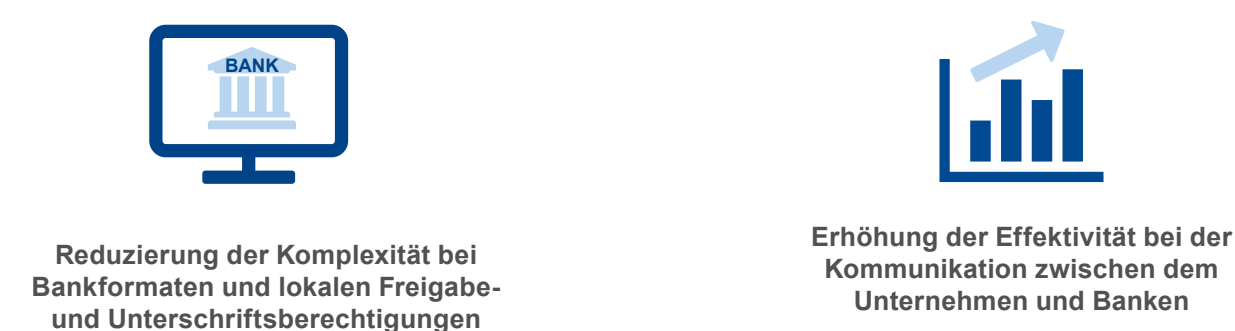 BANK
Reduzierung der Komplexität bei
Bankformaten und lokalen Freigabe-
und Unterschriftsberechtigungen
Erhöhung der Effektivität bei der
Kommunikation zwischen dem
Unternehmen und Banken